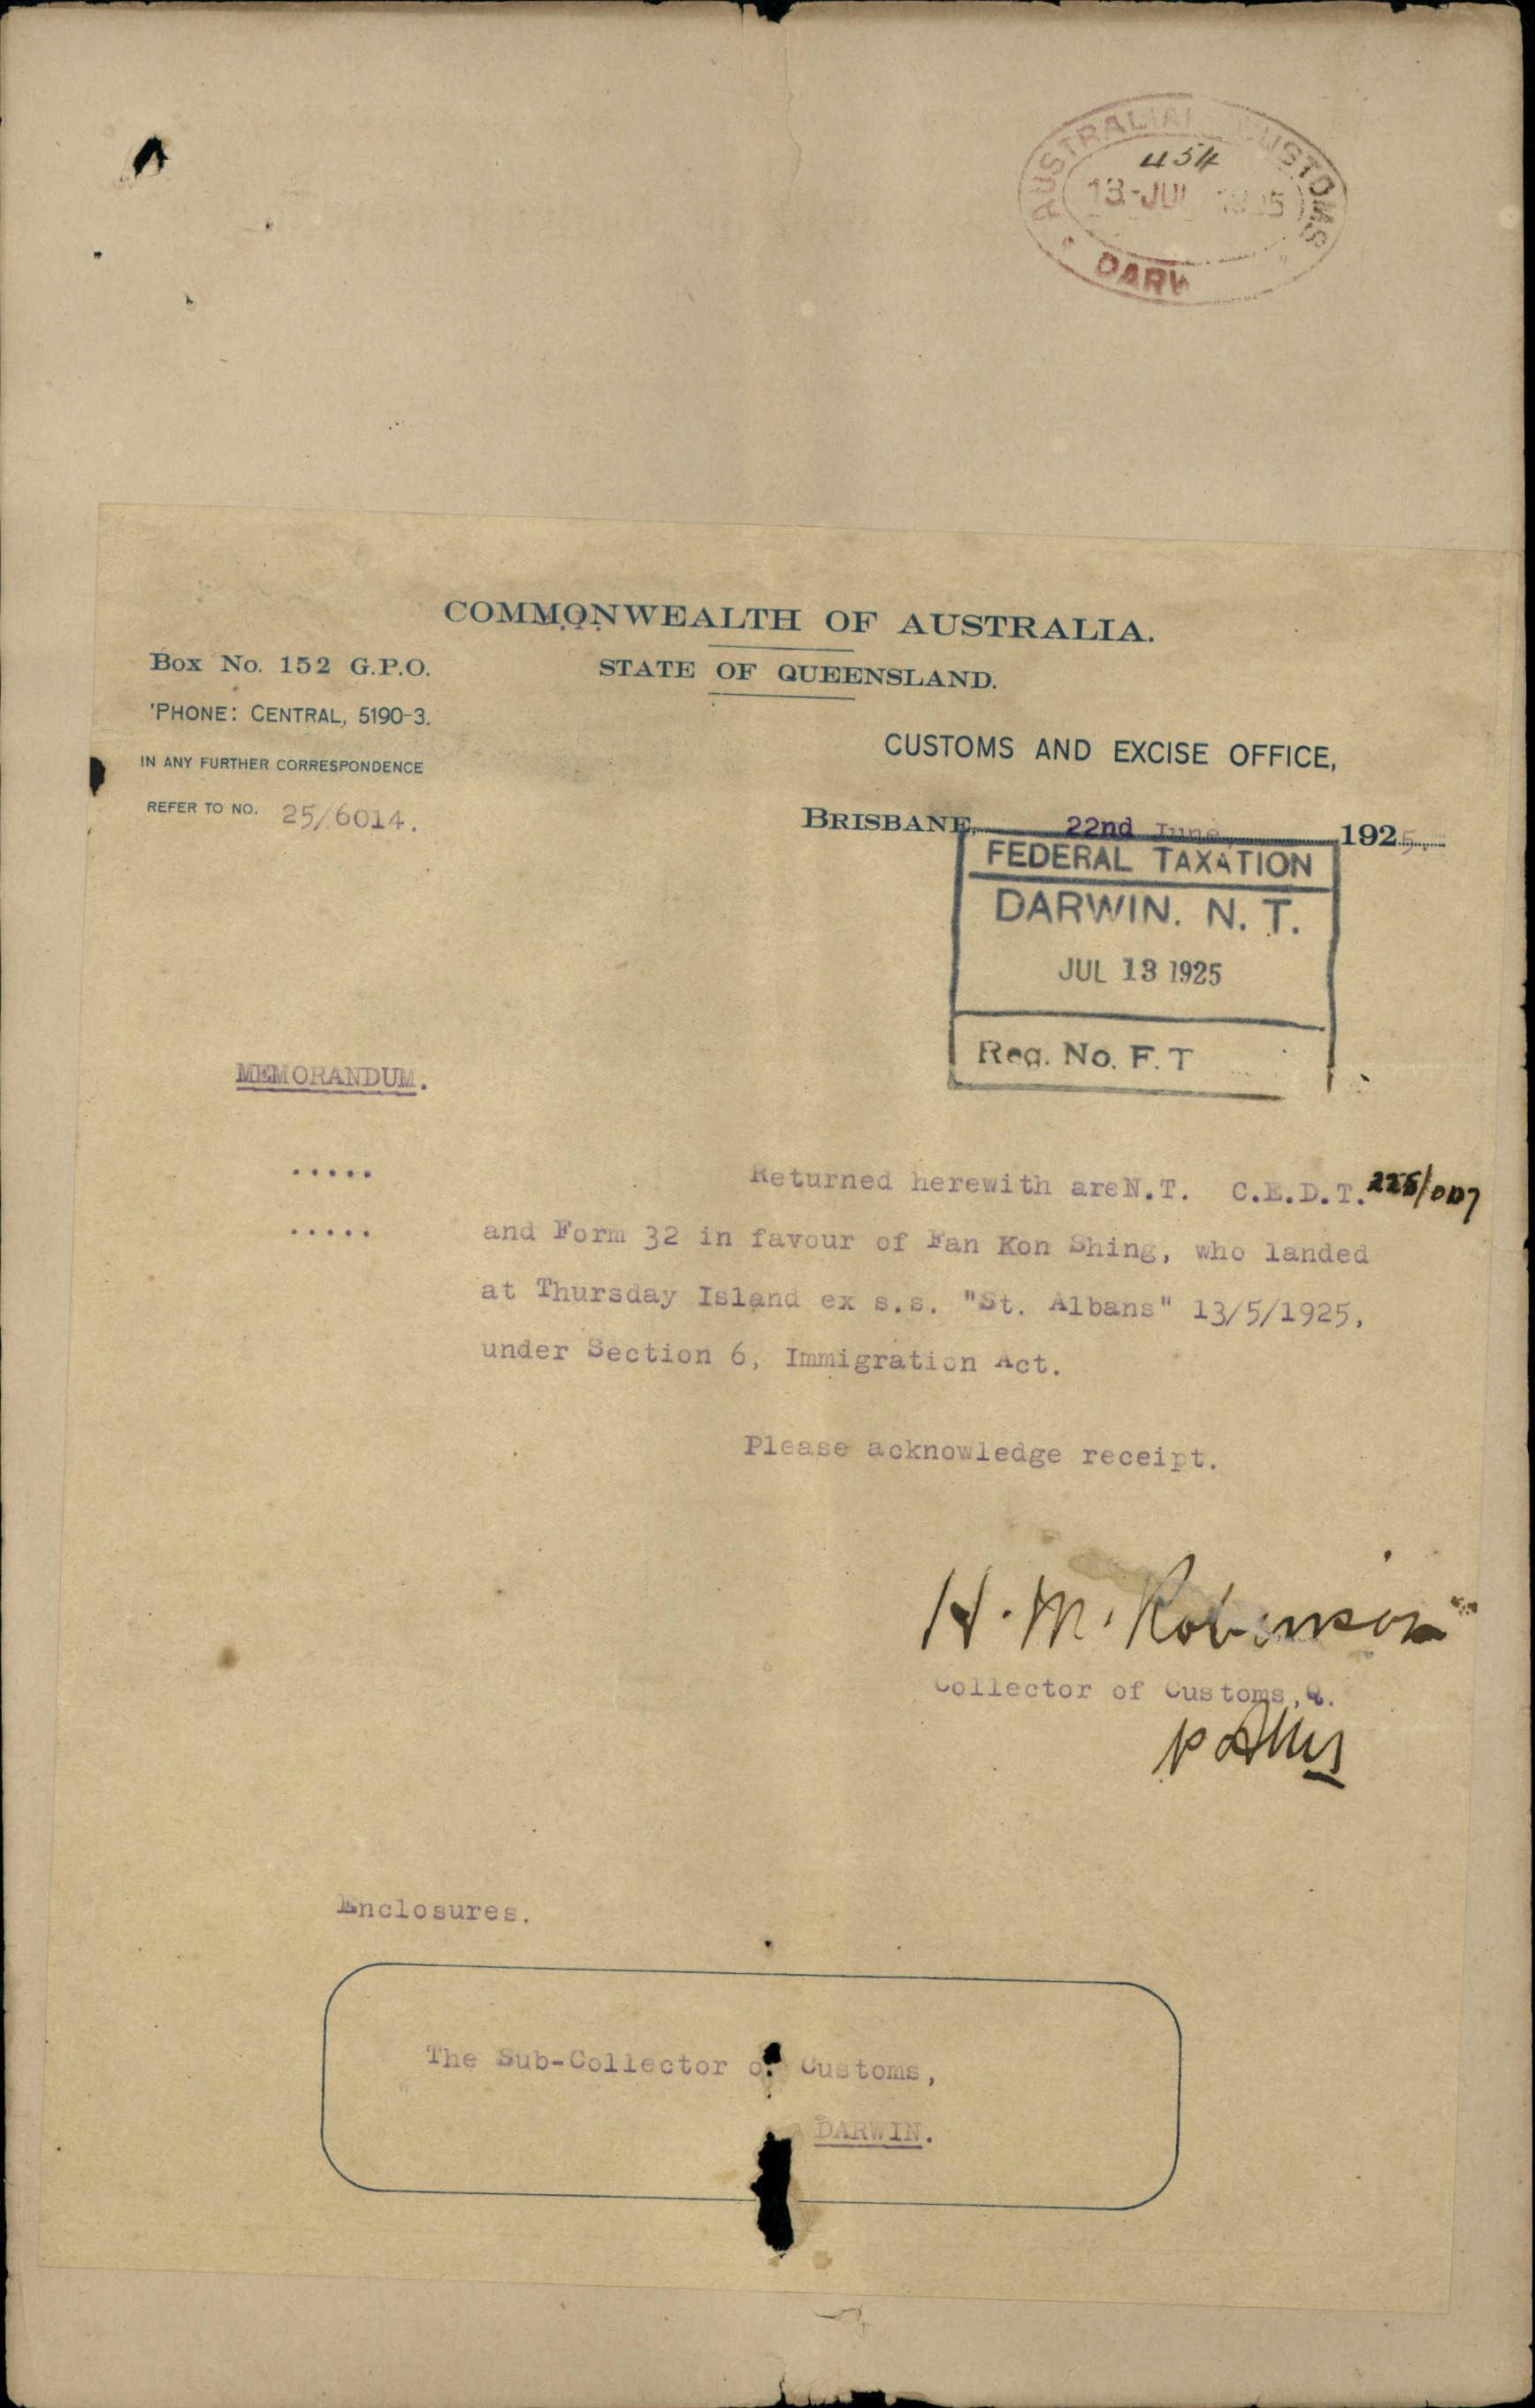 AUSTRALIAN CUSTOMS
454
13-JUL 1925
DARW
COMMONWEALTH OF AUSTRALIA.
STATE OF QUEENSLAND.
Box No. 152 G.P.O.
'PHONE: CENTRAL, 5190-3.
IN ANY FURTHER CORRESPONDENCE
REFER TO NO. 25/6014.
CUSTOMS AND EXCISE OFFICE,
BRISBANE, 22nd June, 1925.
FEDERAL TAXATION
DARWIN. N. T.
JUL 13 1925
Reg. No. F. T
MEMORANDUM.
.....
.....
Returned herewith are N.T. C.E.D.T.
and Form 32 in favour of Fan Kon Shing, who landed
at Thursday Island ex s.s. "St. Albans" 13/5/1925,
under Section 6, Immigration Act.
Please acknowledge receipt.
H. M. Robinson
Collector of Customs, Q.
Enclosures.
The Sub-Collector of Customs,
DARWIN.